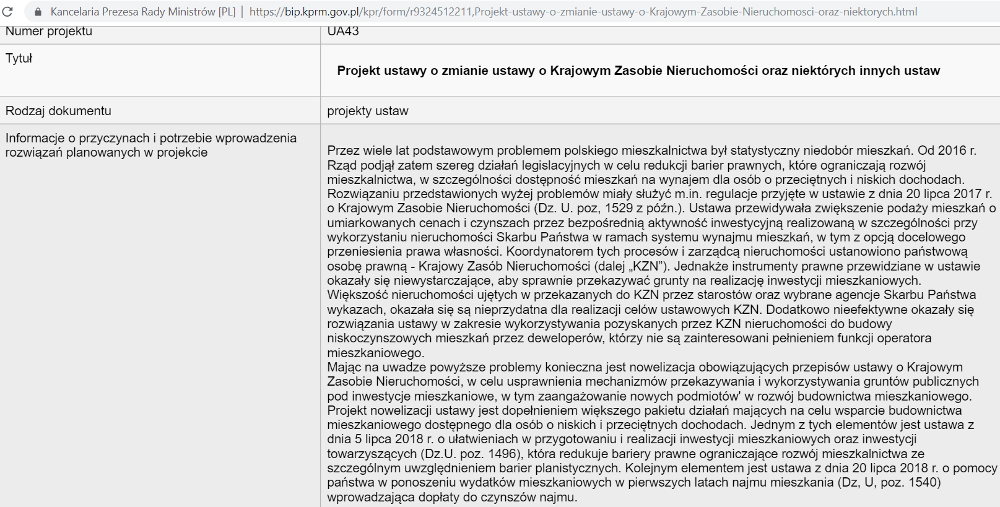 Kancelaria Prezesa Rady Ministrów [PL] | https://bip.kprm.gov.pl/kpr/form/r9324512211,Projekt-ustawy-o-zmianie-ustawy-o-Krajowym-Zasobie-Nieruchomosci-oraz-niektorych.html
Numer projektu
UA43
Tytuł
Projekt ustawy o zmianie ustawy o Krajowym Zasobie Nieruchomości oraz niektórych innych ustaw
Rodzaj dokumentu
projekty ustaw
Informacje o przyczynach i potrzebie wprowadzenia
rozwiązań planowanych w projekcie
Przez wiele lat podstawowym problemem polskiego mieszkalnictwa był statystyczny niedobór mieszkań. Od 2016 r.
Rząd podjął zatem szereg działań legislacyjnych w celu redukcji barier prawnych, które ograniczają rozwój
mieszkalnictwa, w szczególności dostępność mieszkań na wynajem dla osób o przeciętnych i niskich dochodach.
Rozwiązaniu przedstawionych wyżej problemów miały służyć m.in. regulacje przyjęte w ustawie z dnia 20 lipca 2017 r.
o Krajowym Zasobie Nieruchomości (Dz. U. poz, 1529 z późn.). Ustawa przewidywała zwiększenie podaży mieszkań o
umiarkowanych cenach i czynszach przez bezpośrednią aktywność inwestycyjną realizowaną w szczególności przy
wykorzystaniu nieruchomości Skarbu Państwa w ramach systemu wynajmu mieszkań, w tym z opcją docelowego
przeniesienia prawa własności. Koordynatorem tych procesów i zarządcą nieruchomości ustanowiono państwową
osobę prawną - Krajowy Zasób Nieruchomości (dalej „KZN”). Jednakże instrumenty prawne przewidziane w ustawie
okazały się niewystarczające, aby sprawnie przekazywać grunty na realizację inwestycji mieszkaniowych.
Większość nieruchomości ujętych w przekazanych do KZN przez starostów oraz wybrane agencje Skarbu Państwa
wykazach, okazała się są nieprzydatna dla realizacji celów ustawowych KZN. Dodatkowo nieefektywne okazały się
rozwiązania ustawy w zakresie wykorzystywania pozyskanych przez KZN nieruchomości do budowy
niskoczynszowych mieszkań przez deweloperów, którzy nie są zainteresowani pełnieniem funkcji operatora
mieszkaniowego.
Mając na uwadze powyższe problemy konieczna jest nowelizacja obowiązujących przepisów ustawy o Krajowym
Zasobie Nieruchomości, w celu usprawnienia mechanizmów przekazywania i wykorzystywania gruntów publicznych
pod inwestycje mieszkaniowe, w tym zaangażowanie nowych podmiotów' w rozwój budownictwa mieszkaniowego.
Projekt nowelizacji ustawy jest dopełnieniem większego pakietu działań mających na celu wsparcie budownictwa
mieszkaniowego dostępnego dla osób o niskich i przeciętnych dochodach. Jednym z tych elementów jest ustawa z
dnia 5 lipca 2018 r. o ułatwieniach w przygotowaniu i realizacji inwestycji mieszkaniowych oraz inwestycji
towarzyszących (Dz.U. poz. 1496), która redukuje bariery prawne ograniczające rozwój mieszkalnictwa ze
szczególnym uwzględnieniem barier planistycznych. Kolejnym elementem jest ustawa z dnia 20 lipca 2018 r. o pomocy
państwa w ponoszeniu wydatków mieszkaniowych w pierwszych latach najmu mieszkania (Dz, U, poz. 1540)
wprowadzająca dopłaty do czynszów najmu.